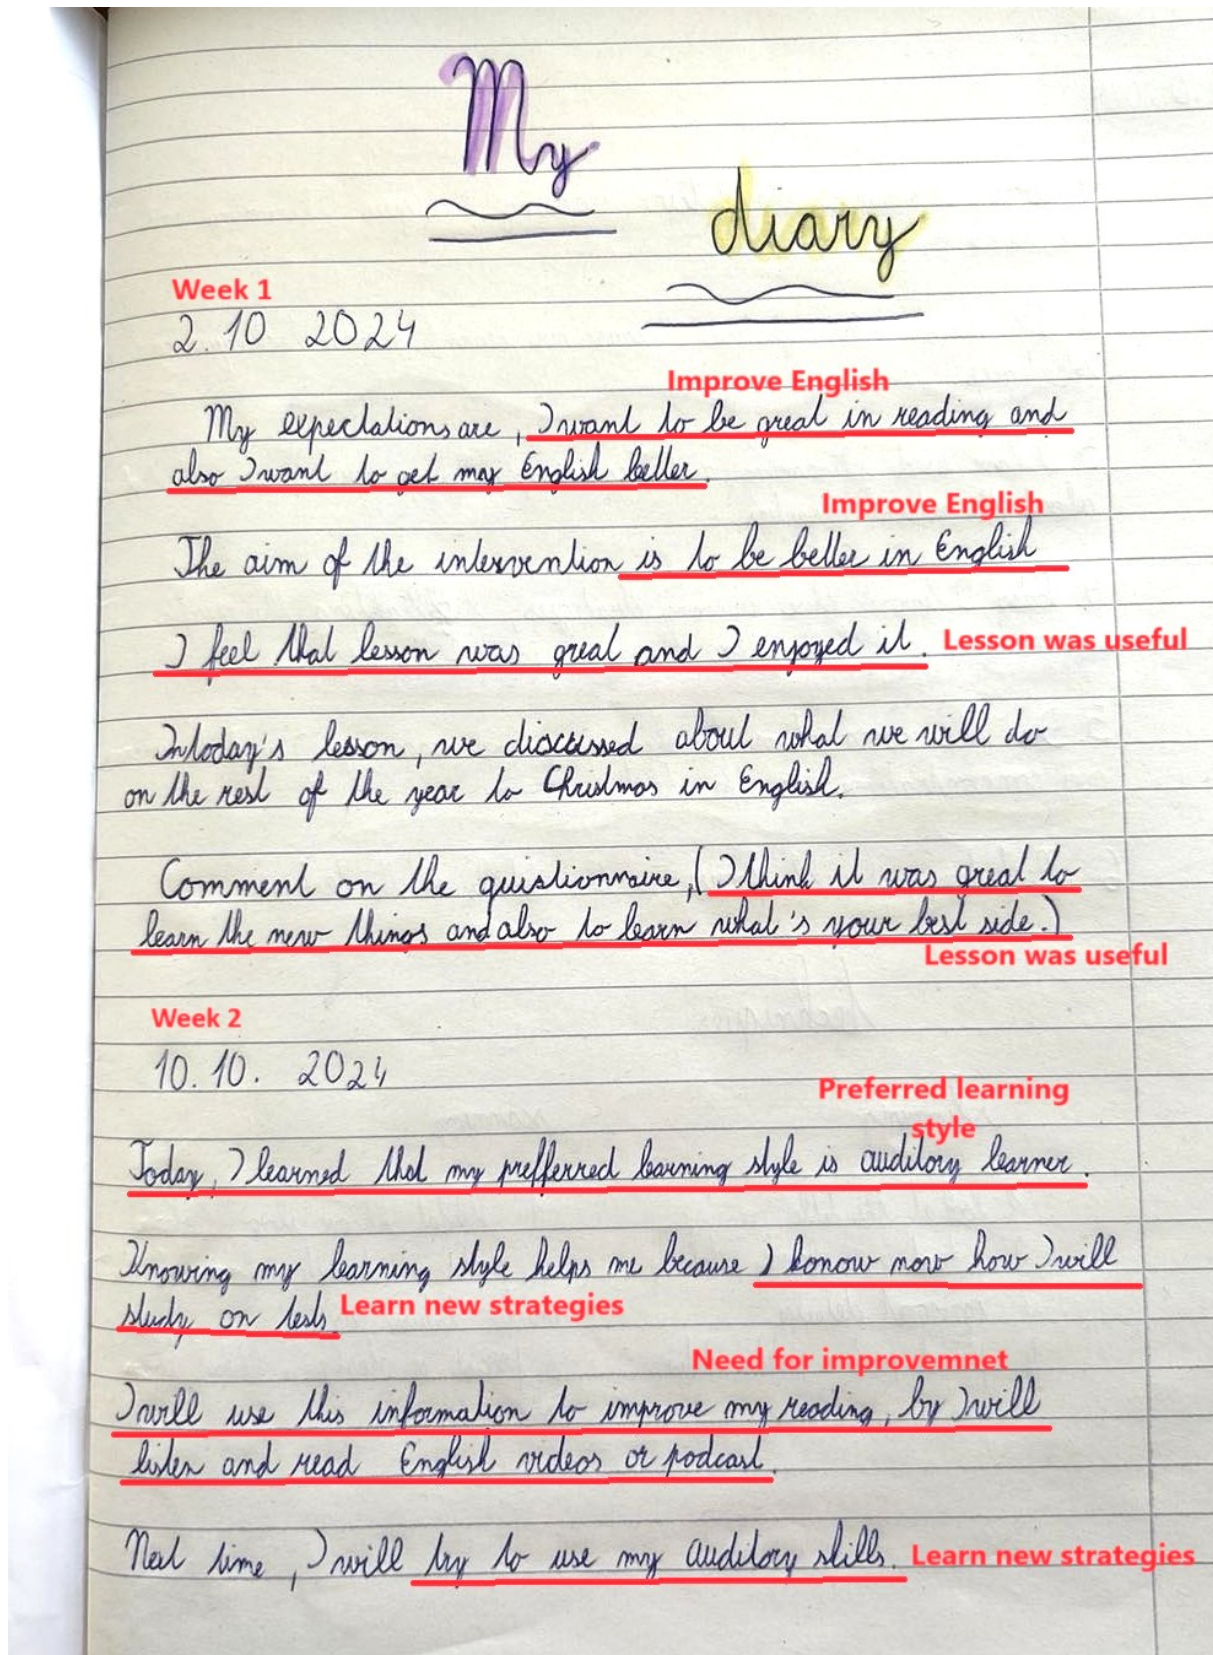 My
diary
Week 1
2. 10 2024
Improve English
My expectations are, I want to be great in reading and
also I want to get my English better.
Improve English
The aim of the intervention is to be better in English
I feel that lesson was great and I enjoyed it. Lesson was useful
In today's lesson, we discussed about what we will do
on the rest of the year to Christmas in English.
Comment on the quistionnaire, (I think it was great to
learn the new things and also to learn what's your best side.)
Lesson was useful
Week 2
10. 10. 2024
Preferred learning
style
Today, I learned that my prefferred learning style is auditory learner.
Knowing my learning style helps me because I konow now how I will
study on tests. Learn new strategies
Need for improvemnet
I will use this information to improve my reading, by I will
listen and read English videos or podcast.
Next time, I will try to use my auditory skills. Learn new strategies